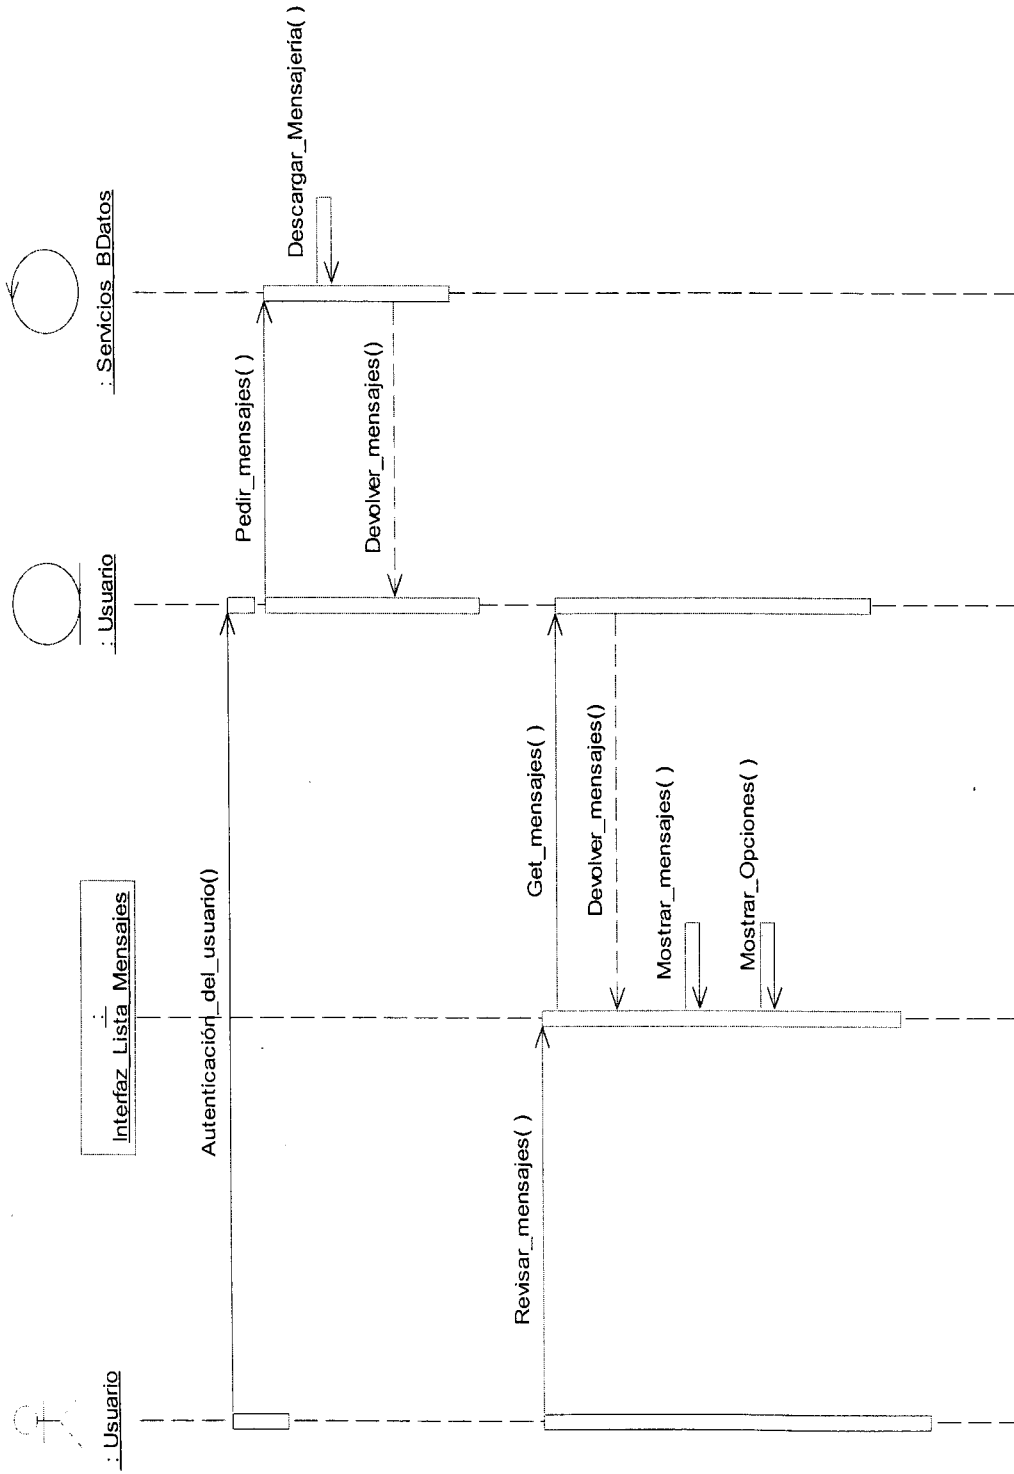 : Usuario
:
Interfaz_Lista_Mensajes
: Usuario
: Servicios_BDatos
Autenticación_del_usuario()
Pedir_mensajes( )
Descargar_Mensajería( )
Devolver_mensajes()
Revisar_mensajes( )
Get_mensajes( )
Devolver_mensajes()
Mostrar_mensajes( )
Mostrar_Opciones( )